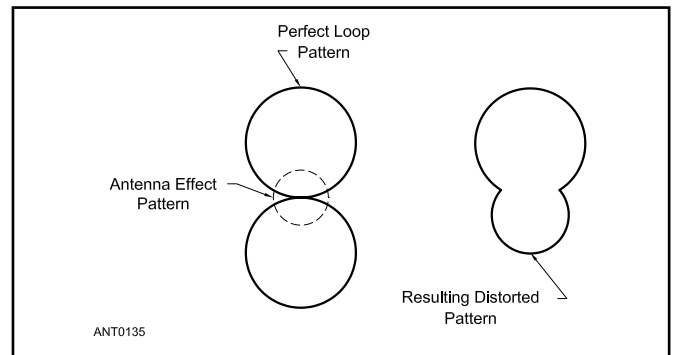 Perfect Loop
Pattern
Antenna Effect
Pattern
Resulting Distorted
Pattern
ANT0135